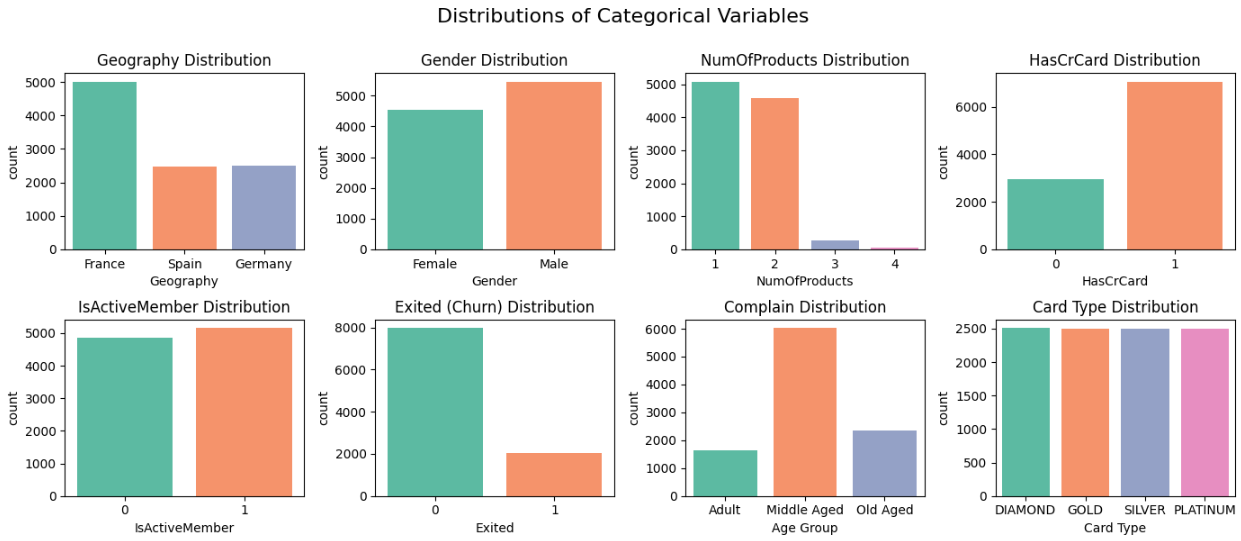 Distributions of Categorical Variables
Geography Distribution
count
5000
4000
3000
2000
1000
0
France Spain Germany
Geography
Gender Distribution
count
5000
4000
3000
2000
1000
0
Female Male
Gender
NumOfProducts Distribution
count
5000
4000
3000
2000
1000
0
1 2 3 4
NumOfProducts
HasCrCard Distribution
count
6000
4000
2000
0
0 1
HasCrCard
IsActiveMember Distribution
count
5000
4000
3000
2000
1000
0
0 1
IsActiveMember
Exited (Churn) Distribution
count
8000
6000
4000
2000
0
0 1
Exited
Complain Distribution
count
6000
5000
4000
3000
2000
1000
0
Adult Middle Aged Old Aged
Age Group
Card Type Distribution
count
2500
2000
1500
1000
500
0
DIAMOND GOLD SILVER PLATINUM
Card Type